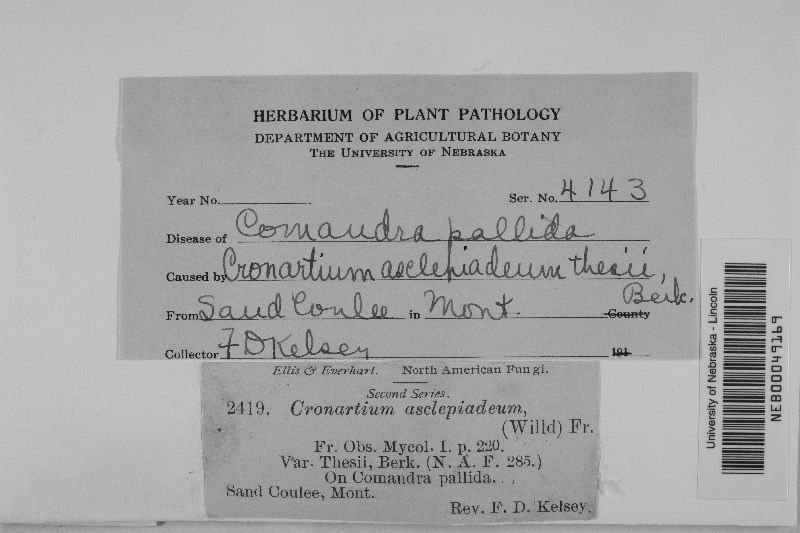 HERBARIUM OF PLANT PATHOLOGY
DEPARTMENT OF AGRICULTURAL BOTANY
THE UNIVERSITY OF NEBRASKA
Year No. Ser. No. 4143
Disease of Comandra pallida
Caused by Cronartium asclepiadeum thesii,
Berk.
From Sand Coulee in Mont. County
Collector F D Kelsey 191
Ellis & Everhart. North American Fungi.
Second Series.
2419. Cronartium asclepiadeum,
(Willd) Fr.
Fr. Obs. Mycol. I. p. 220.
Var. Thesii, Berk. (N. A. F. 285.)
On Comandra pallida.
Sand Coulee, Mont.
Rev. F. D. Kelsey.
University of Nebraska - Lincoln
NEB00049169